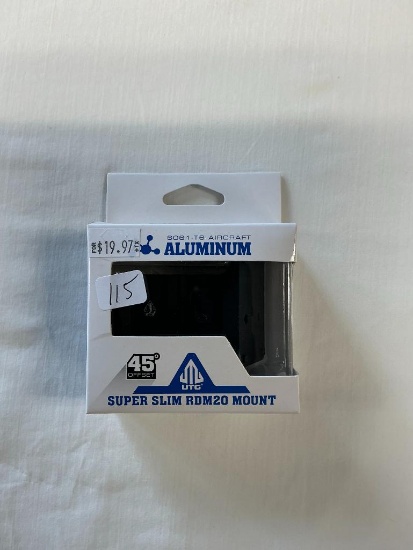 6061-T6 AIRCRAFT
ALUMINUM
$19.97
115
45°
OFFSET
UTG
SUPER SLIM RDM20 MOUNT